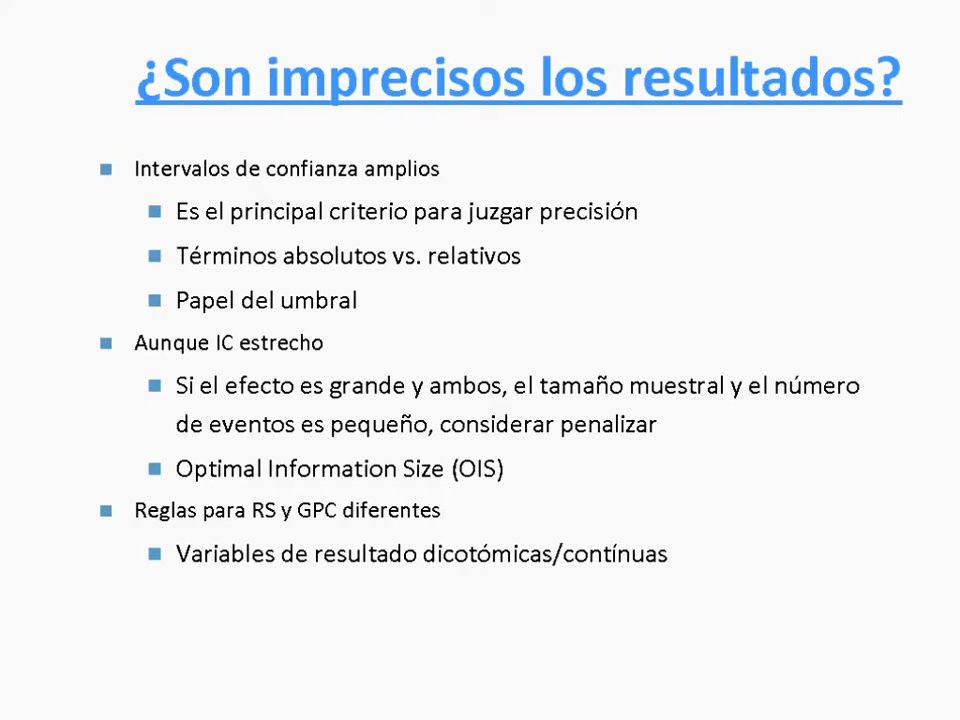 ¿Son imprecisos los resultados?
Intervalos de confianza amplios
Es el principal criterio para juzgar precisión
Términos absolutos vs. relativos
Papel del umbral
Aunque IC estrecho
Si el efecto es grande y ambos, el tamaño muestral y el número
de eventos es pequeño, considerar penalizar
Optimal Information Size (OIS)
Reglas para RS y GPC diferentes
Variables de resultado dicotómicas/contínuas